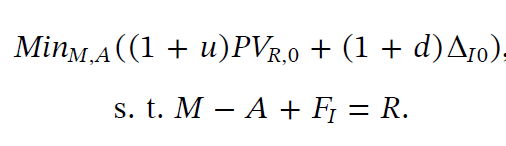 Min_{M,A}((1 + u)PV_{R,0} + (1 + d)Δ_{I0}),
s. t. M − A + F_I = R.